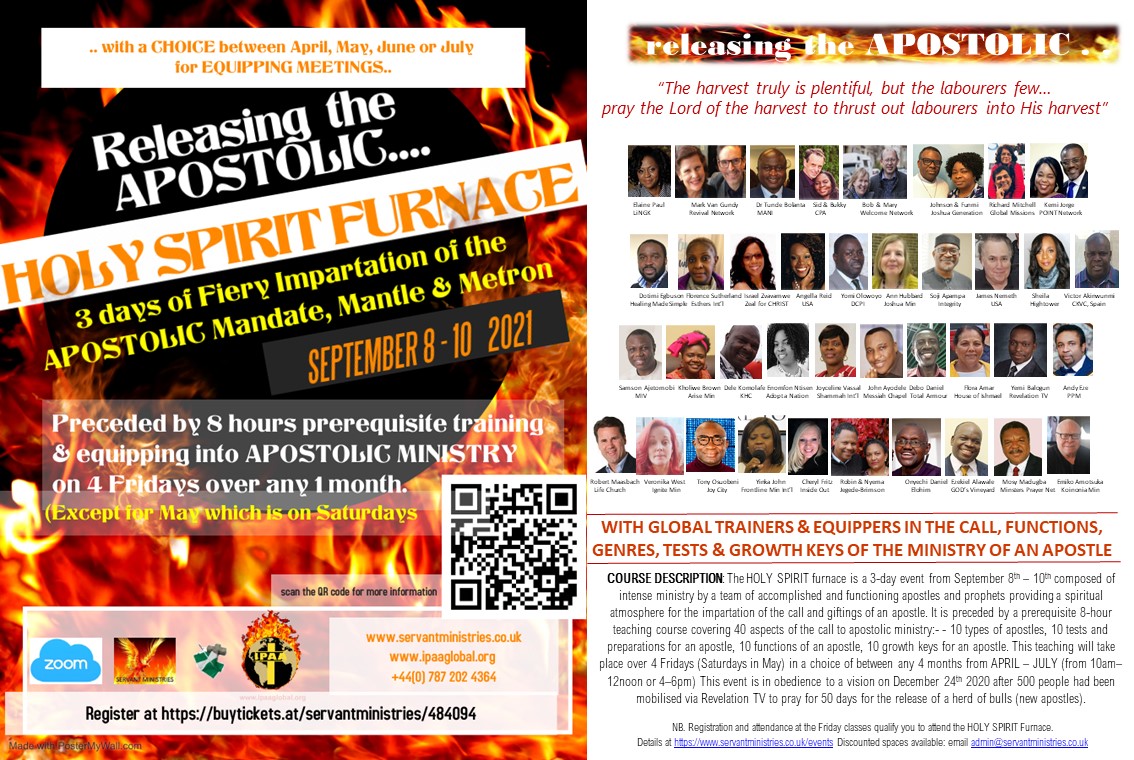 .. with a CHOICE between April, May, June or July
for EQUIPPING MEETINGS..
Releasing the
APOSTOLIC....
HOLY SPIRIT FURNACE
3 days of Fiery Impartation of the
APOSTOLIC Mandate, Mantle & Metron
SEPTEMBER 8 - 10 2021
Preceded by 8 hours prerequisite training
& equipping into APOSTOLIC MINISTRY
on 4 Fridays over any 1 month.
(Except for May which is on Saturdays
scan the QR code for more information
zoom
SERVANT MINISTRIES
IPAA
www.ipaaglobal.org
www.servantministries.co.uk
www.ipaaglobal.org
+44(0) 787 202 4364
Register at https://buytickets.at/servantministries/484094
Made with PosterMyWall.com
releasing the APOSTOLIC . .
“The harvest truly is plentiful, but the labourers few...
pray the Lord of the harvest to thrust out labourers into His harvest”
Elaine Paul Mark Van Gundy Dr Tunde Bolanta Sid & Bukky Bob & Mary Johnson & Funmi Richard Mitchell Kemi Jorge
LiNGK Revival Network MANI CPA Welcome Network Joshua Generation Global Missions POINT Network
Dotimi Egbuson Florence Sutherland Israel Zvavamwe Angella Reid Yomi Olowoyo Ann Hubbard Soji Apampa James Nemeth Sheila Victor Akinwunmi
Healing Made Simple Esthers Int'l Zeal for CHRIST USA DCPI Joshua Min Integrity USA Hightower CKVC, Spain
Samson Ajetomobi Kholiwe Brown Dele Komolafe Enomfon Ntisen Joyceline Vassal John Ayodele Debo Daniel Flora Amar Yemi Balogun Andy Eze
MIV Arise Min KHC Adopt a Nation Shammah Int'l Messiah Chapel Total Armour House of Ishmael Revelation TV PPM
Robert Maasbach Veronika West Tony Osuobeni Yinka John Cheryl Fritz Robin & Nyema Onyechi Daniel Ezekiel Alawale Mosy Madugba Eniko Amotsuka
Life Church Ignite Min Joy City Frontline Min Int'l Inside Out Jegede-Brimson Elohim GOD's Vineyard Minsters Prayer Net Koinonia Min
WITH GLOBAL TRAINERS & EQUIPPERS IN THE CALL, FUNCTIONS,
GENRES, TESTS & GROWTH KEYS OF THE MINISTRY OF AN APOSTLE
COURSE DESCRIPTION: The HOLY SPIRIT furnace is a 3-day event from September 8th – 10th composed of
intense ministry by a team of accomplished and functioning apostles and prophets providing a spiritual
atmosphere for the impartation of the call and giftings of an apostle. It is preceded by a prerequisite 8-hour
teaching course covering 40 aspects of the call to apostolic ministry:- - 10 types of apostles, 10 tests and
preparations for an apostle, 10 functions of an apostle, 10 growth keys for an apostle. This teaching will take
place over 4 Fridays (Saturdays in May) in a choice of between any 4 months from APRIL – JULY (from 10am–
12noon or 4–6pm) This event is in obedience to a vision on December 24th 2020 after 500 people had been
mobilised via Revelation TV to pray for 50 days for the release of a herd of bulls (new apostles).
NB. Registration and attendance at the Friday classes qualify you to attend the HOLY SPIRIT Furnace.
Details at https://www.servantministries.co.uk/events Discounted spaces available: email admin@servantministries.co.uk